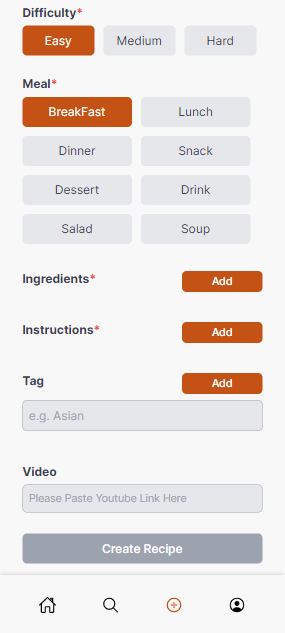 Difficulty*
Easy Medium Hard
Meal*
BreakFast Lunch
Dinner Snack
Dessert Drink
Salad Soup
Ingredients* Add
Instructions* Add
Tag Add
e.g. Asian
Video
Please Paste Youtube Link Here
Create Recipe